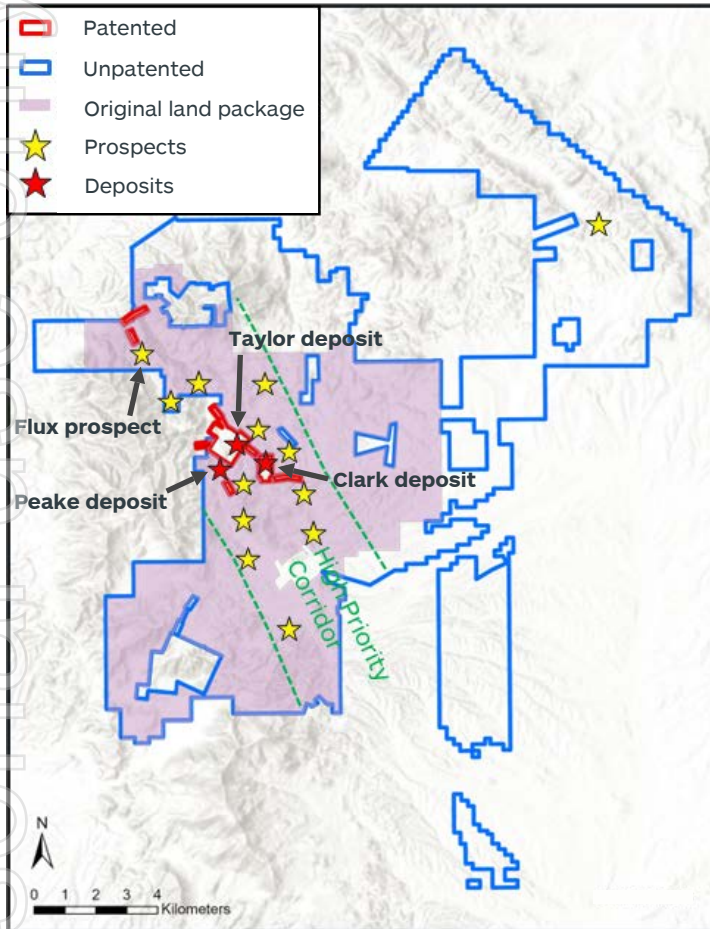 Patented
Unpatented
Original land package
Prospects
Deposits
Taylor deposit
Flux prospect
Clark deposit
Peake deposit
High Priority
Corridor
N
0 1 2 3 4
Kilometers